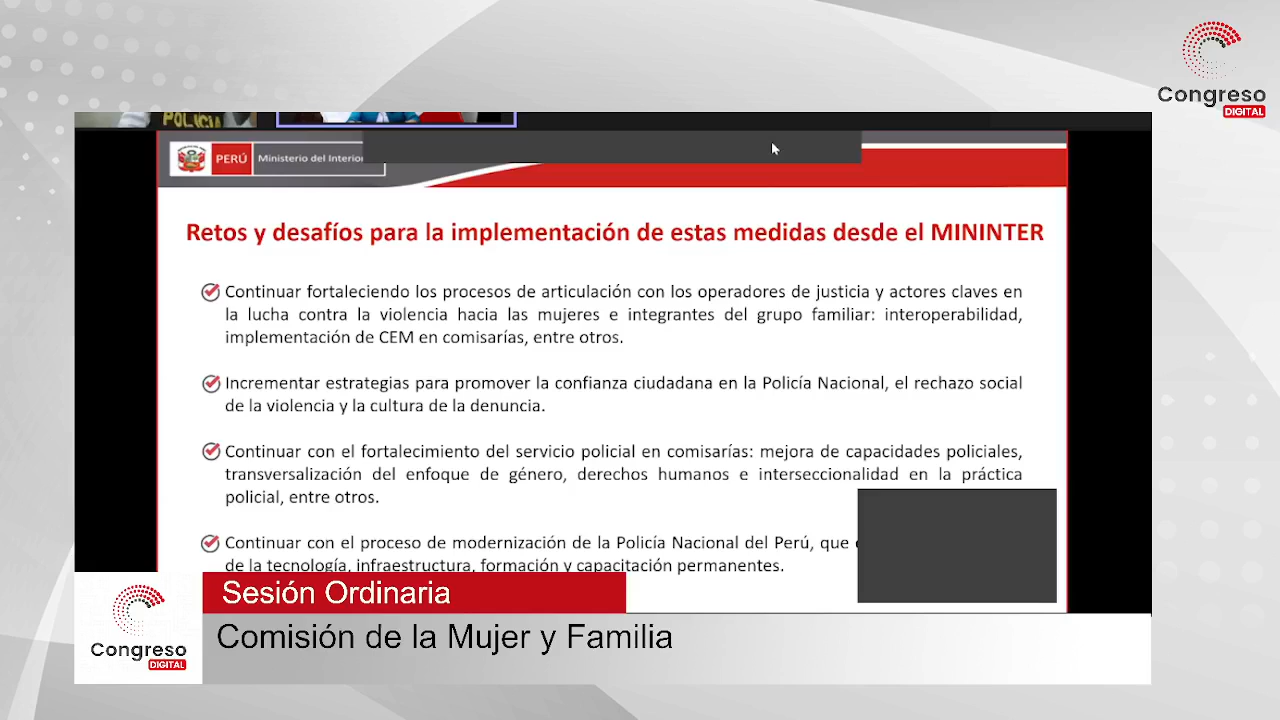 Congreso
DIGITAL
POLICIA
PERÚ
Ministerio del Interior
Retos y desafíos para la implementación de estas medidas desde el MININTER
Continuar fortaleciendo los procesos de articulación con los operadores de justicia y actores claves en
la lucha contra la violencia hacia las mujeres e integrantes del grupo familiar: interoperabilidad,
implementación de CEM en comisarías, entre otros.
Incrementar estrategias para promover la confianza ciudadana en la Policía Nacional, el rechazo social
de la violencia y la cultura de la denuncia.
Continuar con el fortalecimiento del servicio policial en comisarías: mejora de capacidades policiales,
transversalización del enfoque de género, derechos humanos e interseccionalidad en la práctica
policial, entre otros.
Continuar con el proceso de modernización de la Policía Nacional del Perú, que
de la tecnología, infraestructura, formación y capacitación permanentes.
Sesión Ordinaria
Comisión de la Mujer y Familia
Congreso
DIGITAL